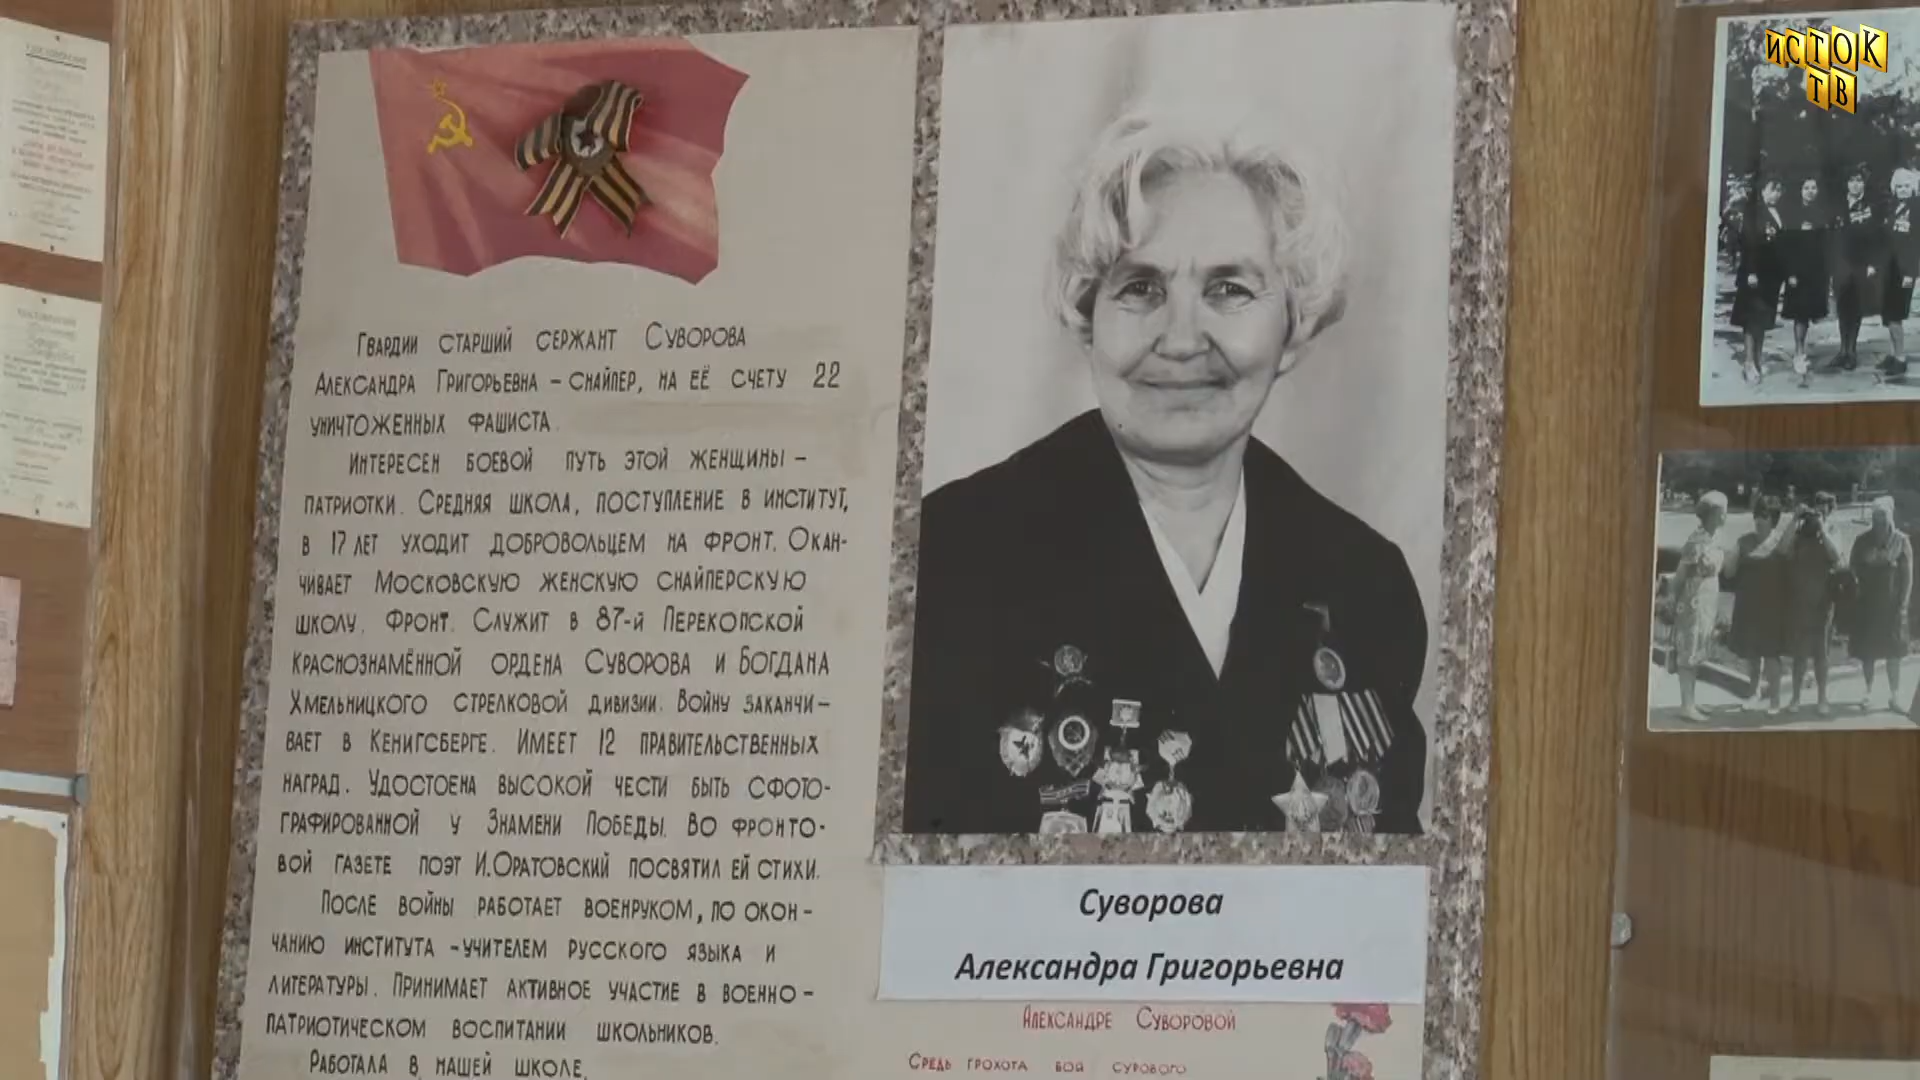 ИСТОК
ТВ
Гвардии старший сержант Суворова
Александра Григорьевна – снайпер, на её счету 22
уничтоженных фашиста.
Интересен боевой путь этой женщины –
патриотки. Средняя школа, поступление в институт,
в 17 лет уходит добровольцем на фронт. Окан-
чивает Московскую женскую снайперскую
школу. Фронт. Служит в 87-й Перекопской
Краснознамённой ордена Суворова и Богдана
Хмельницкого стрелковой дивизии. Войну заканчи-
вает в Кенигсберге. Имеет 12 правительственных
наград. Удостоена высокой чести быть сфото-
графированной у Знамени Победы. Во фронто-
вой газете поэт И.Оратовский посвятил ей стихи.
После войны работает военруком, по окон-
чанию института – учителем русского языка и
литературы. Принимает активное участие в военно-
патриотическом воспитании школьников.
Работала в нашей школе.
Суворова
Александра Григорьевна
Александре Суворовой
Средь грохота боя сурового